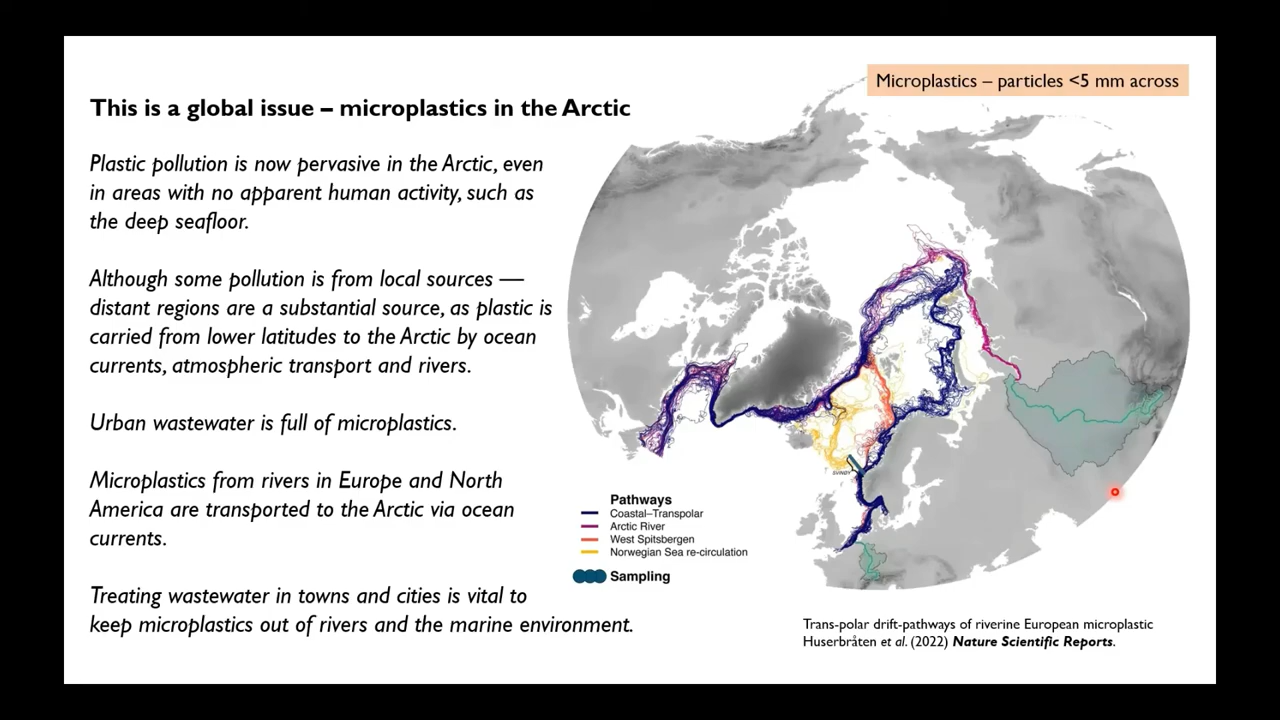 Microplastics – particles <5 mm across
This is a global issue – microplastics in the Arctic
Plastic pollution is now pervasive in the Arctic, even
in areas with no apparent human activity, such as
the deep seafloor.
Although some pollution is from local sources —
distant regions are a substantial source, as plastic is
carried from lower latitudes to the Arctic by ocean
currents, atmospheric transport and rivers.
Urban wastewater is full of microplastics.
Microplastics from rivers in Europe and North
America are transported to the Arctic via ocean
currents.
Treating wastewater in towns and cities is vital to
keep microplastics out of rivers and the marine environment.
SVINØY
Pathways
Coastal–Transpolar
Arctic River
West Spitsbergen
Norwegian Sea re-circulation
Sampling
Trans-polar drift-pathways of riverine European microplastic
Huserbråten et al. (2022) Nature Scientific Reports.